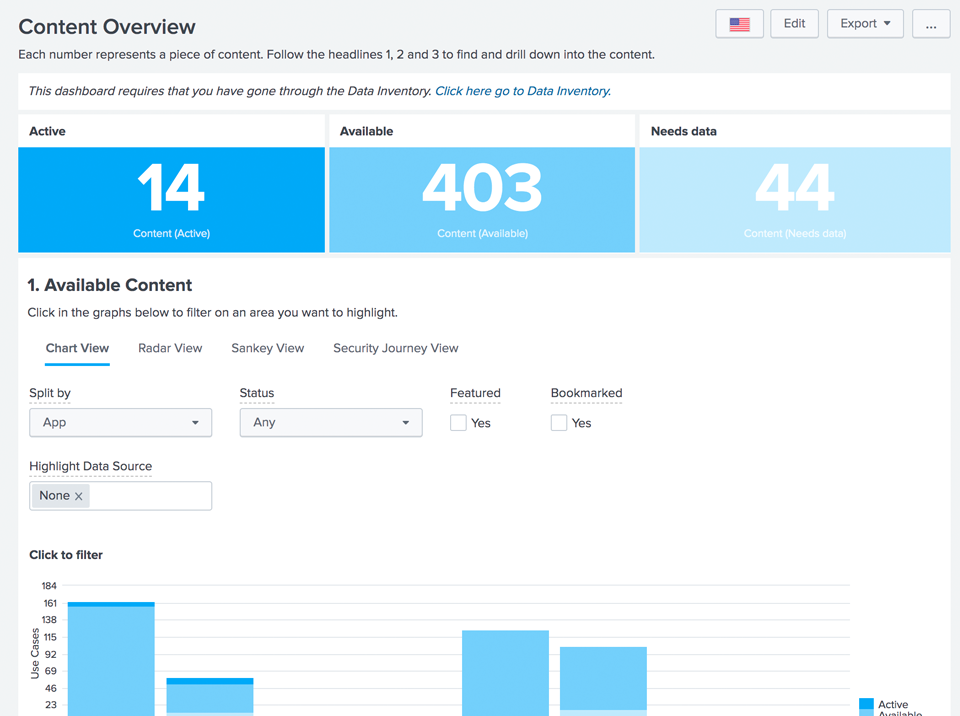 Content Overview
Edit
Export
...
Each number represents a piece of content. Follow the headlines 1, 2 and 3 to find and drill down into the content.
This dashboard requires that you have gone through the Data Inventory. Click here go to Data Inventory.
Active
Available
Needs data
14
403
44
Content (Active)
Content (Available)
Content (Needs data)
1. Available Content
Click in the graphs below to filter on an area you want to highlight.
Chart View
Radar View
Sankey View
Security Journey View
Split by
Status
Featured
Bookmarked
App
Any
Yes
Yes
Highlight Data Source
None ×
Click to filter
184
161
138
115
92
69
46
23
Use Cases
Active
Available